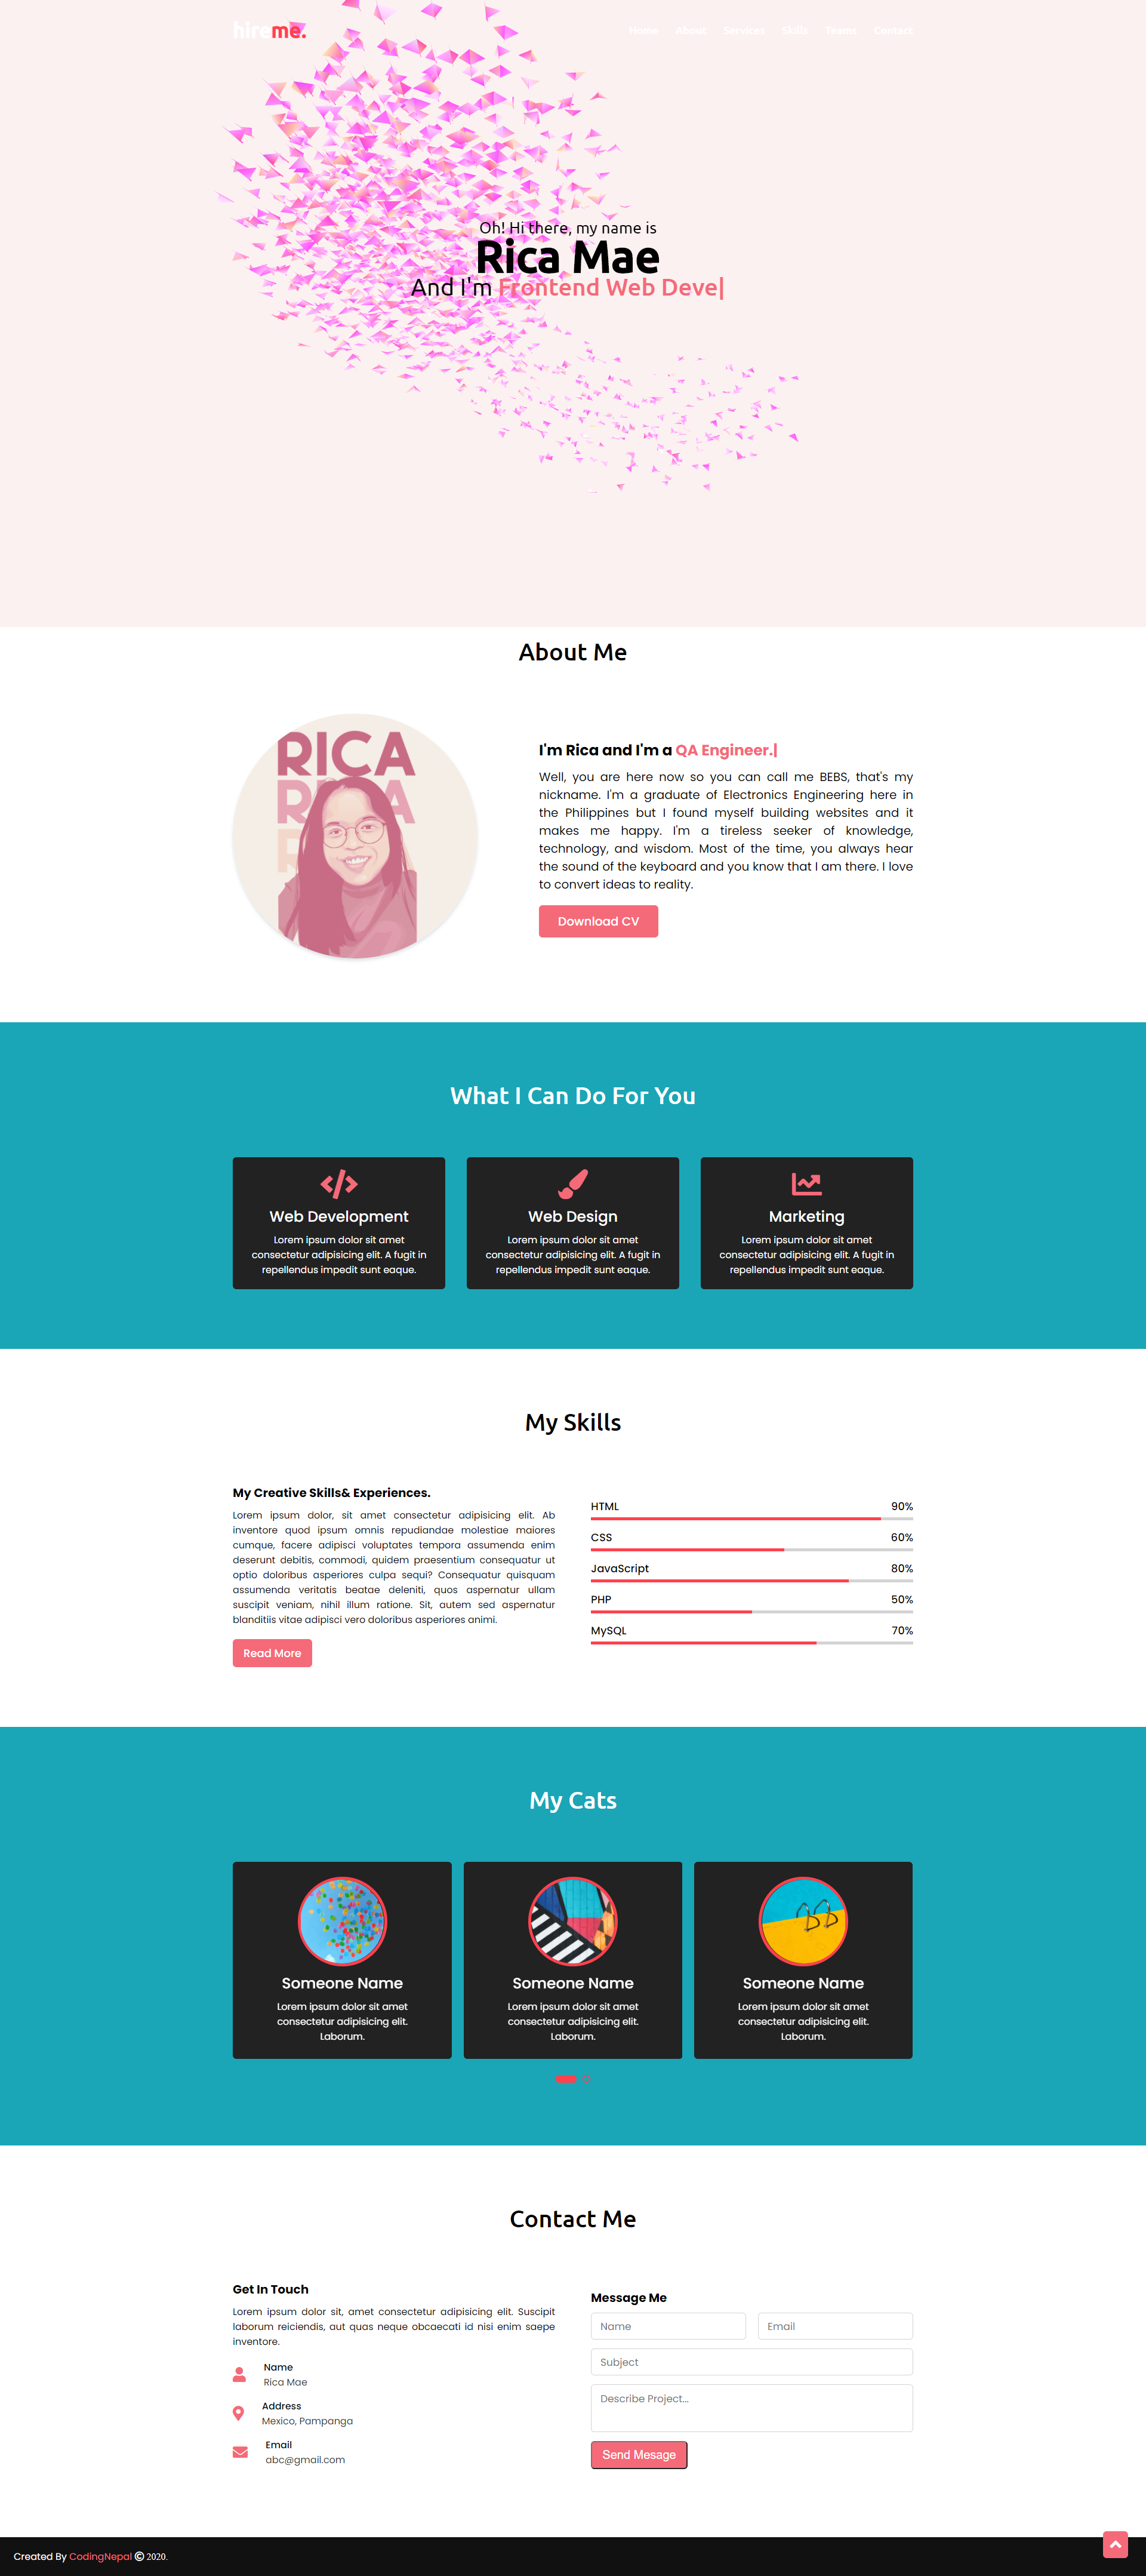 hireme.
Home About Services Skills Teams Contact
Oh! Hi there, my name is
Rica Mae
And I'm Frontend Web Deve|
About Me
RICA
I'm Rica and I'm a QA Engineer.|
Well, you are here now so you can call me BEBS, that's my
nickname. I'm a graduate of Electronics Engineering here in
the Philippines but I found myself building websites and it
makes me happy. I'm a tireless seeker of knowledge,
technology, and wisdom. Most of the time, you always hear
the sound of the keyboard and you know that I am there. I love
to convert ideas to reality.
Download CV
What I Can Do For You
Web Development
Lorem ipsum dolor sit amet
consectetur adipisicing elit. A fugit in
repellendus impedit sunt eaque.
Web Design
Lorem ipsum dolor sit amet
consectetur adipisicing elit. A fugit in
repellendus impedit sunt eaque.
Marketing
Lorem ipsum dolor sit amet
consectetur adipisicing elit. A fugit in
repellendus impedit sunt eaque.
My Skills
My Creative Skills& Experiences.
Lorem ipsum dolor, sit amet consectetur adipisicing elit. Ab
inventore quod ipsum omnis repudiandae molestiae maiores
cumque, facere adipisci voluptates tempora assumenda enim
deserunt debitis, commodi, quidem praesentium consequatur ut
optio doloribus asperiores culpa sequi? Consequatur quisquam
assumenda veritatis beatae deleniti, quos aspernatur ullam
suscipit veniam, nihil illum ratione. Sit, autem sed aspernatur
blanditiis vitae adipisci vero doloribus asperiores animi.
Read More
HTML 90%
CSS 60%
JavaScript 80%
PHP 50%
MySQL 70%
My Cats
Someone Name
Lorem ipsum dolor sit amet
consectetur adipisicing elit.
Laborum.
Someone Name
Lorem ipsum dolor sit amet
consectetur adipisicing elit.
Laborum.
Someone Name
Lorem ipsum dolor sit amet
consectetur adipisicing elit.
Laborum.
Contact Me
Get In Touch
Lorem ipsum dolor sit, amet consectetur adipisicing elit. Suscipit
laborum reiciendis, aut quas neque obcaecati id nisi enim saepe
inventore.
Name
Rica Mae
Address
Mexico, Pampanga
Email
abc@gmail.com
Message Me
Name Email
Subject
Describe Project...
Send Mesage
Created By CodingNepal © 2020.